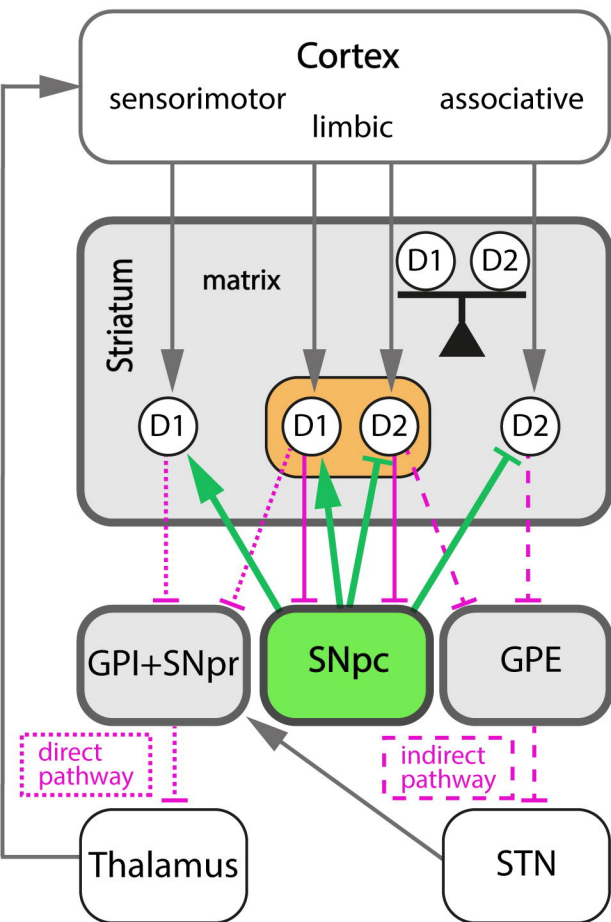 Cortex
sensorimotor
associative
limbic
D1
D2
Striatum
matrix
D1
D1
D2
D2
GPI+SNpr
SNpc
GPE
direct
pathway
indirect
pathway
Thalamus
STN